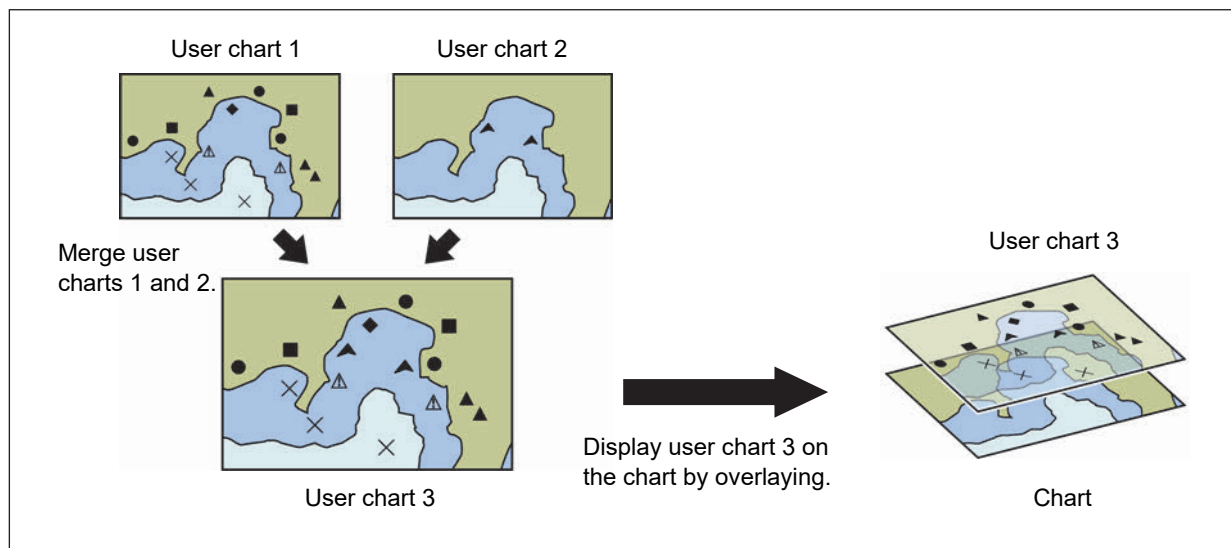 User chart 1
User chart 2
Merge user
charts 1 and 2.
User chart 3
Display user chart 3 on
the chart by overlaying.
User chart 3
Chart